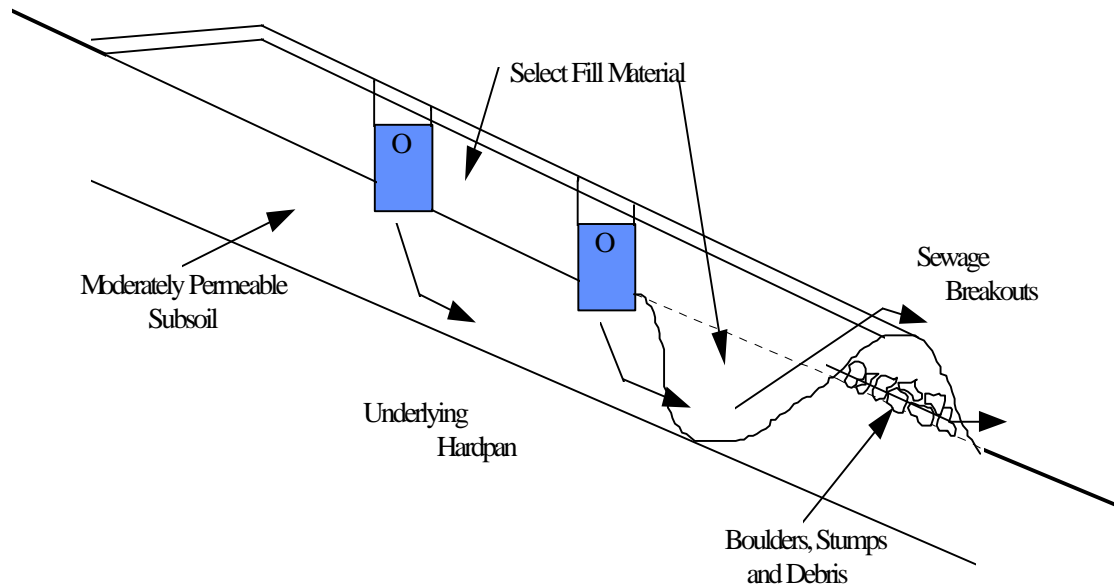 Select Fill Material
O
O
Sewage
Breakouts
Moderately Permeable
Subsoil
Underlying
Hardpan
Boulders, Stumps
and Debris